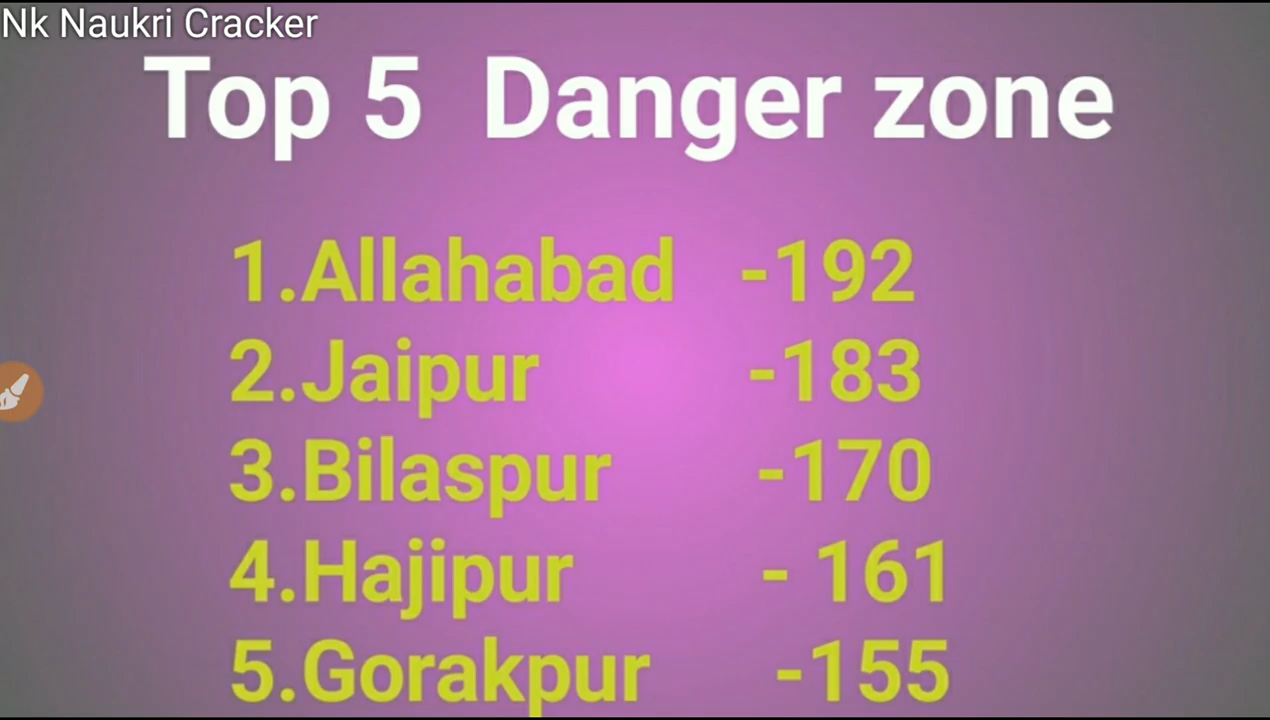 Nk Naukri Cracker
Top 5 Danger zone
1.Allahabad -192
2.Jaipur -183
3.Bilaspur -170
4.Hajipur - 161
5.Gorakpur -155